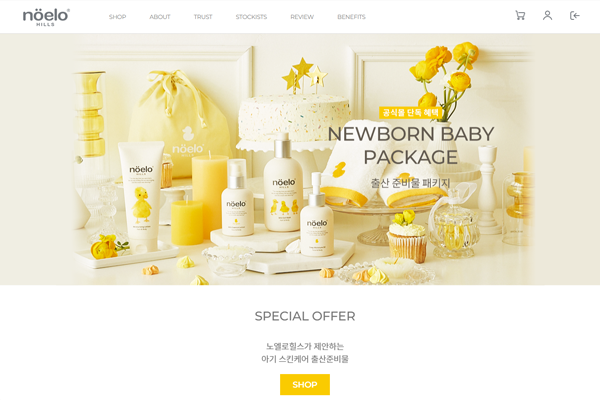 nöelo
HILLS
SHOP ABOUT TRUST STOCKISTS REVIEW BENEFITS
공식몰 단독 혜택
NEWBORN BABY
PACKAGE
출산 준비물 패키지
nöelo
nöelo
nöelo
nöelo
nöelo
SPECIAL OFFER
노엘로힐스가 제안하는
아기 스킨케어 출산준비물
SHOP